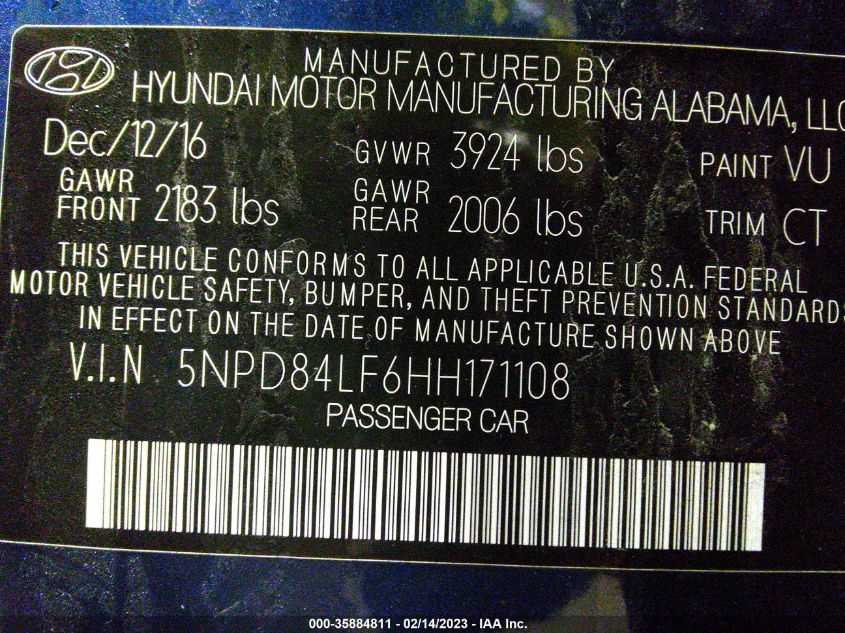 MANUFACTURED BY
HYUNDAI MOTOR MANUFACTURING ALABAMA, LLC
Dec/12/16 GVWR 3924 lbs PAINT VU
GAWR FRONT 2183 lbs GAWR REAR 2006 lbs TRIM CT
THIS VEHICLE CONFORMS TO ALL APPLICABLE U.S.A. FEDERAL
MOTOR VEHICLE SAFETY, BUMPER, AND THEFT PREVENTION STANDARDS
IN EFFECT ON THE DATE OF MANUFACTURE SHOWN ABOVE
V.I.N 5NPD84LF6HH171108
PASSENGER CAR
000-35884811 - 02/14/2023 - IAA Inc.